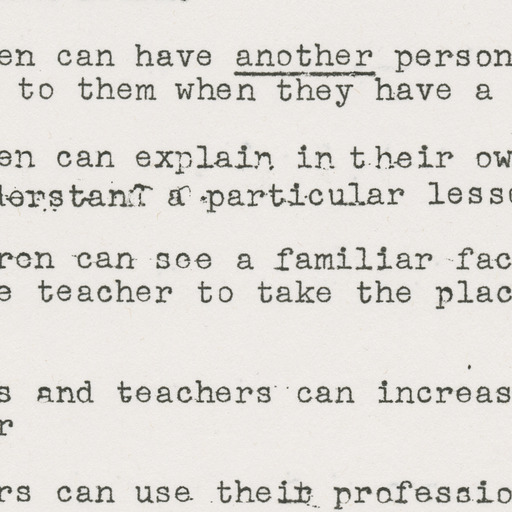 en can have another person
to them when they have a
en can explain in their ow
derstant a particular less
ren can see a familiar fac
e teacher to take the plac
s and teachers can increas
r
rs can use their professio